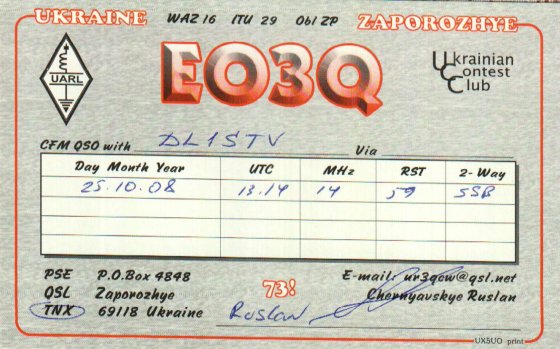 UKRAINE WAZ 16 ITU 29 Obl ZP ZAPOROZHYE
UARL
EO3Q
Ukrainian
Contest
Club
CFM QSO with DL1STV Via
Day Month Year UTC MHz RST 2-Way
25.10.08 13.14 14 59 SSB
PSE P.O.Box 4848 73! E-mail: ur3qcw@qsl.net
QSL Zaporozhye Chernyavskye Ruslan
TNX 69118 Ukraine Ruslan
UX5UO print